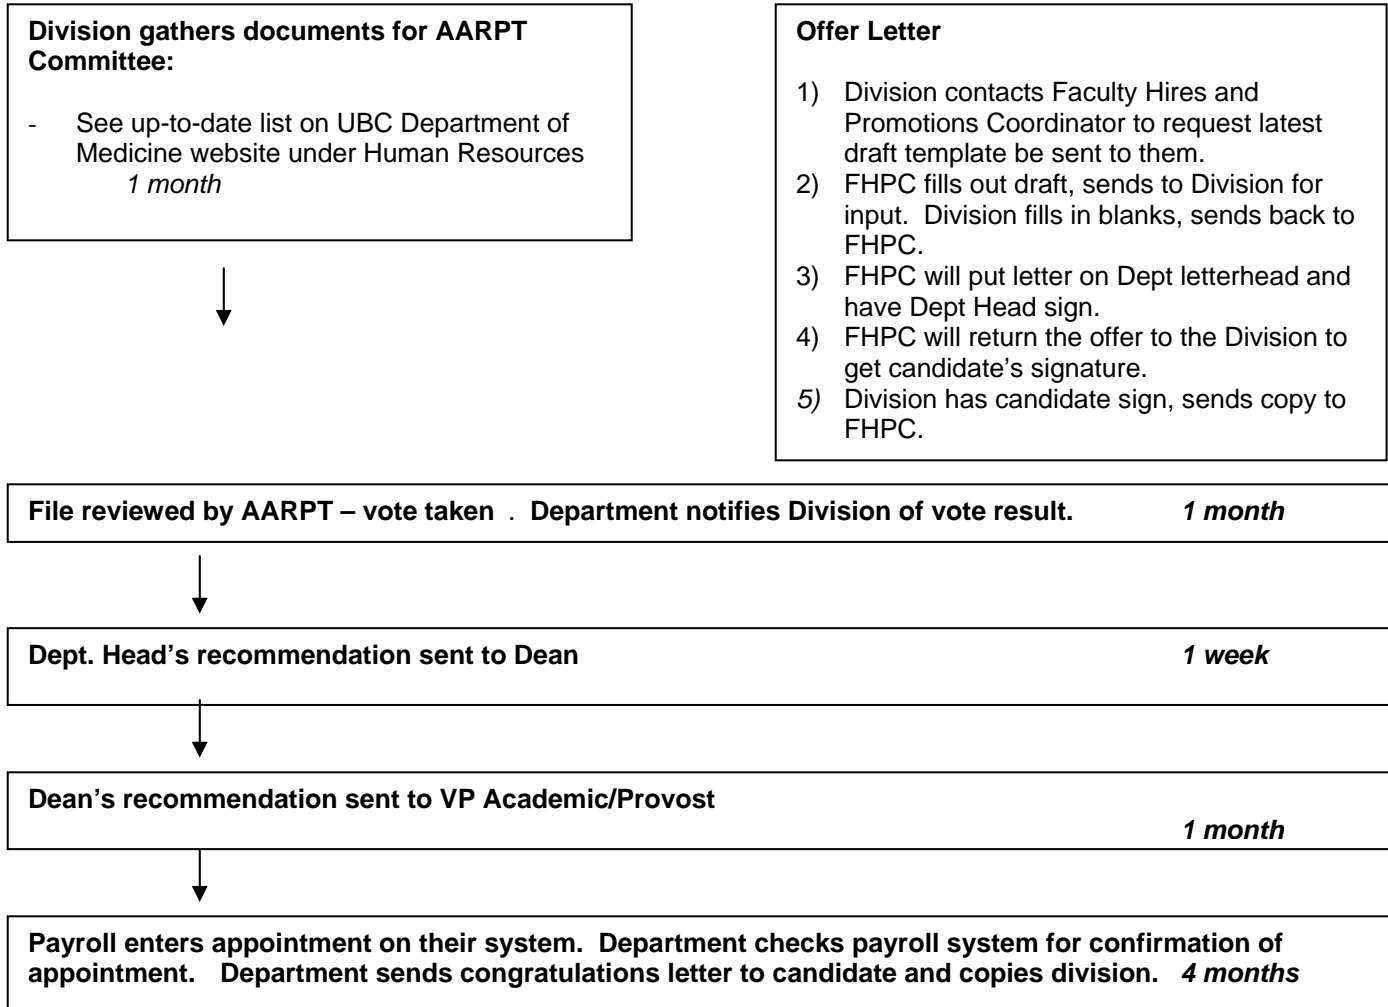 Division gathers documents for AARPT
Committee:
- See up-to-date list on UBC Department of
Medicine website under Human Resources
1 month
Offer Letter
1) Division contacts Faculty Hires and
Promotions Coordinator to request latest
draft template be sent to them.
2) FHPC fills out draft, sends to Division for
input. Division fills in blanks, sends back to
FHPC.
3) FHPC will put letter on Dept letterhead and
have Dept Head sign.
4) FHPC will return the offer to the Division to
get candidate's signature.
5) Division has candidate sign, sends copy to
FHPC.
File reviewed by AARPT – vote taken . Department notifies Division of vote result. 1 month
Dept. Head's recommendation sent to Dean 1 week
Dean's recommendation sent to VP Academic/Provost
1 month
Payroll enters appointment on their system. Department checks payroll system for confirmation of
appointment. Department sends congratulations letter to candidate and copies division. 4 months